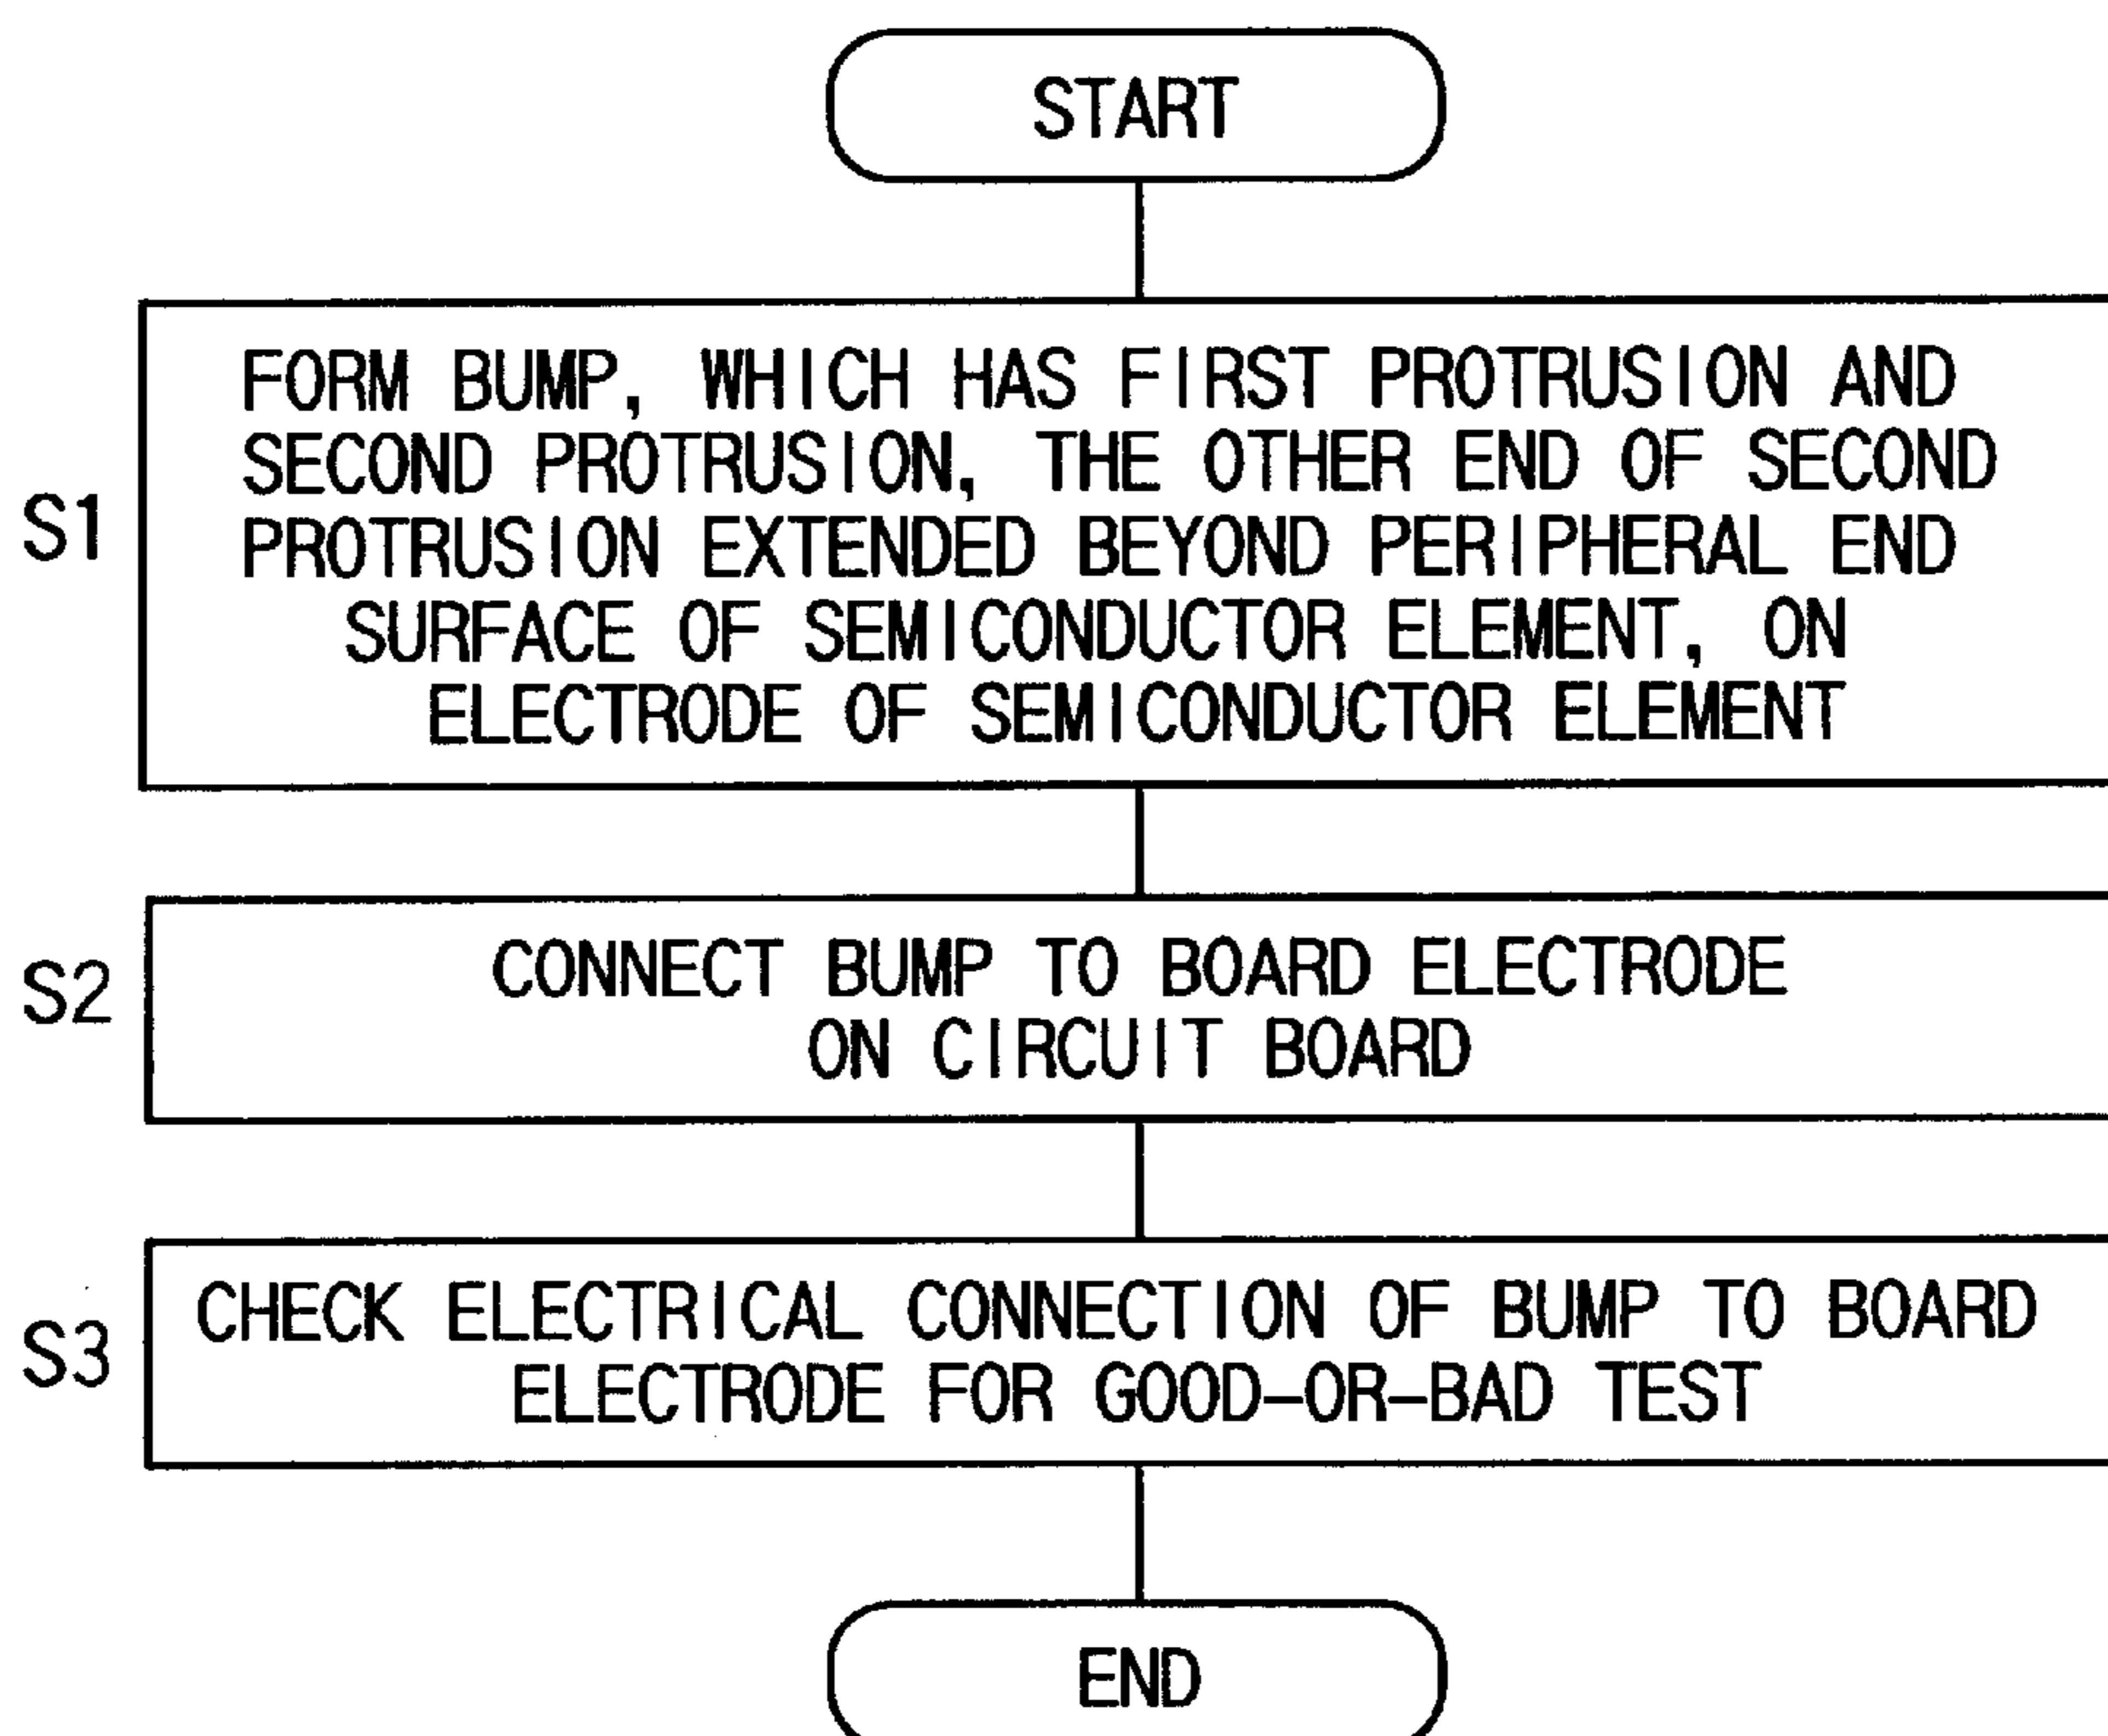 START
S1
FORM BUMP, WHICH HAS FIRST PROTRUSION AND
SECOND PROTRUSION, THE OTHER END OF SECOND
PROTRUSION EXTENDED BEYOND PERIPHERAL END
SURFACE OF SEMICONDUCTOR ELEMENT, ON
ELECTRODE OF SEMICONDUCTOR ELEMENT
S2
CONNECT BUMP TO BOARD ELECTRODE
ON CIRCUIT BOARD
S3
CHECK ELECTRICAL CONNECTION OF BUMP TO BOARD
ELECTRODE FOR GOOD-OR-BAD TEST
END